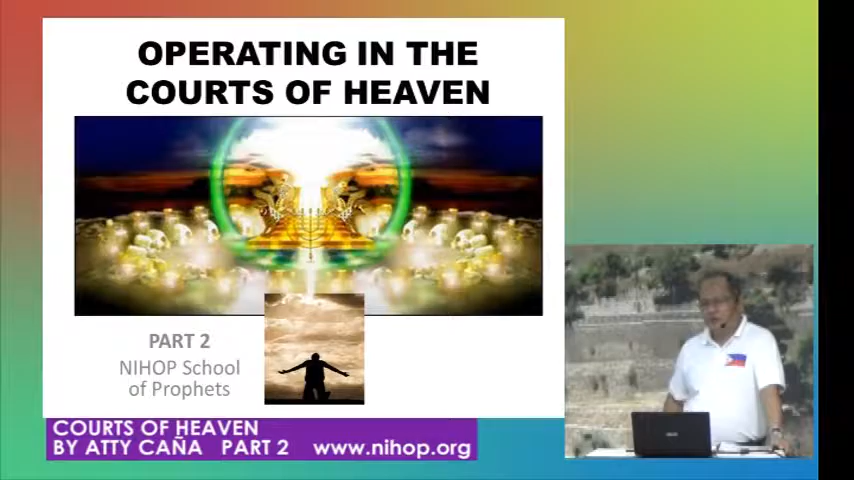 OPERATING IN THE
COURTS OF HEAVEN
PART 2
NIHOP School
of Prophets
COURTS OF HEAVEN
BY ATTY CAÑA PART 2 www.nihop.org